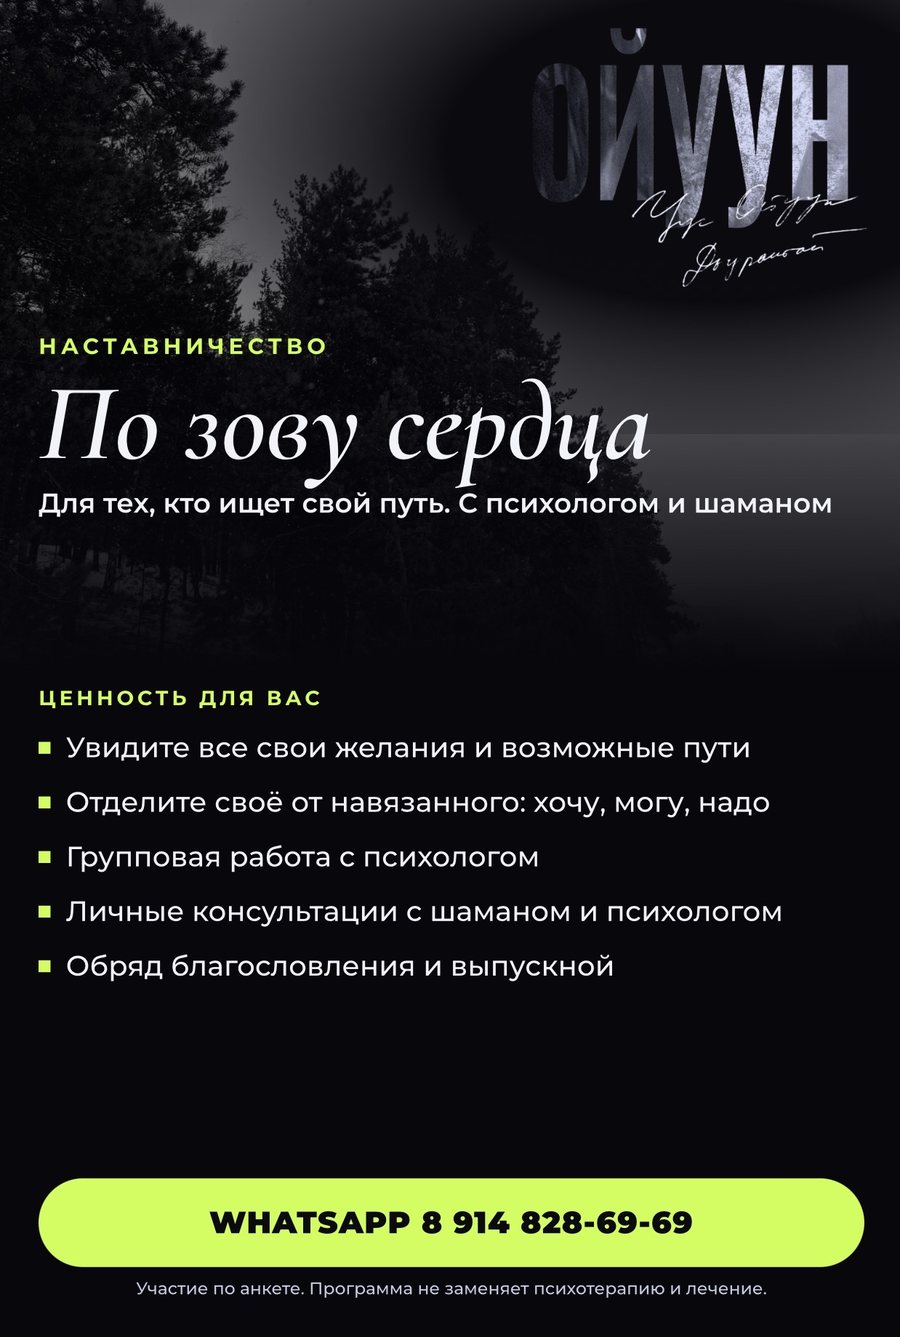 ОЙУУН
Ус Ойуун
НАСТАВНИЧЕСТВО
По зову сердца
Для тех, кто ищет свой путь. С психологом и шаманом
ЦЕННОСТЬ ДЛЯ ВАС
Увидите все свои желания и возможные пути
Отделите своё от навязанного: хочу, могу, надо
Групповая работа с психологом
Личные консультации с шаманом и психологом
Обряд благословления и выпускной
WHATSAPP 8 914 828-69-69
Участие по анкете. Программа не заменяет психотерапию и лечение.